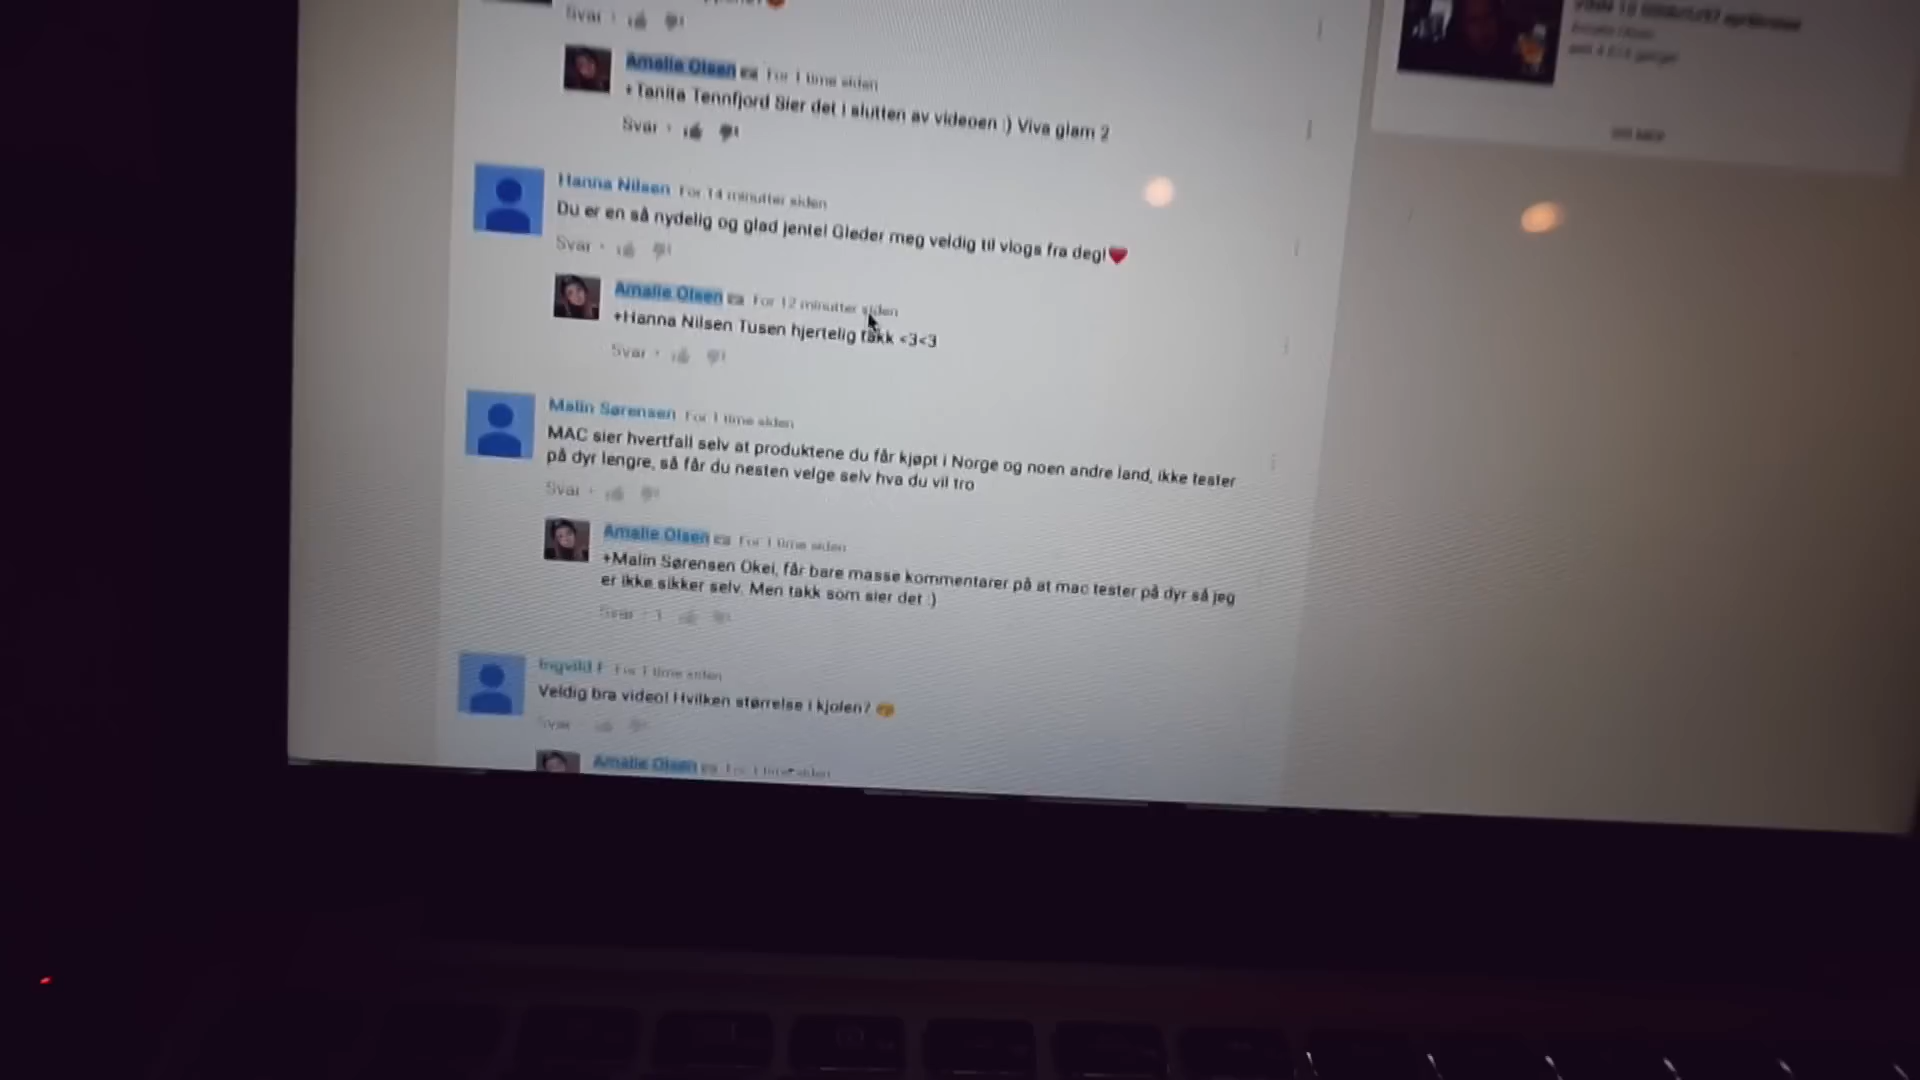 Svar
Amalie Olsen For 1 time siden
+Tanita Tennfjord Sier det i slutten av videoen :) Viva glam 2
Svar
Hanna Nilsen For 14 minutter siden
Du er en så nydelig og glad jente! Gleder meg veldig til vlogs fra deg!❤
Svar
Amalie Olsen For 12 minutter siden
+Hanna Nilsen Tusen hjertelig takk <3<3
Svar
Malin Sørensen For 1 time siden
MAC sier hvertfall selv at produktene du får kjøpt i Norge og noen andre land, ikke tester
på dyr lengre, så får du nesten velge selv hva du vil tro
Svar
Amalie Olsen For 1 time siden
+Malin Sørensen Okei, får bare masse kommentarer på at mac tester på dyr så jeg
er ikke sikker selv. Men takk som sier det :)
Svar · 1
Ingvild F For 1 time siden
Veldig bra video! Hvilken størrelse i kjolen?
Svar
Amalie Olsen For 1 time siden